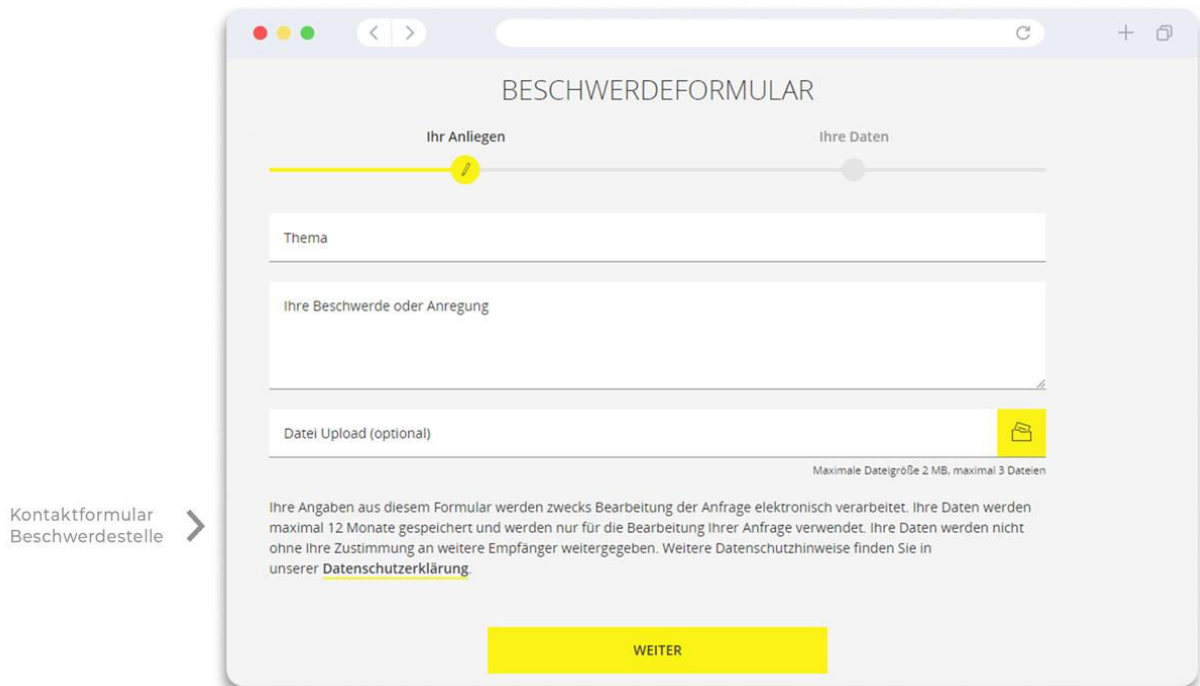 BESCHWERDEFORMULAR
Ihr Anliegen
Ihre Daten
Thema
Ihre Beschwerde oder Anregung
Datei Upload (optional)
Maximale Dateigröße 2 MB, maximal 3 Dateien
Kontaktformular
Beschwerdestelle
Ihre Angaben aus diesem Formular werden zwecks Bearbeitung der Anfrage elektronisch verarbeitet. Ihre Daten werden
maximal 12 Monate gespeichert und werden nur für die Bearbeitung Ihrer Anfrage verwendet. Ihre Daten werden nicht
ohne Ihre Zustimmung an weitere Empfänger weitergegeben. Weitere Datenschutzhinweise finden Sie in
unserer Datenschutzerklärung.
WEITER